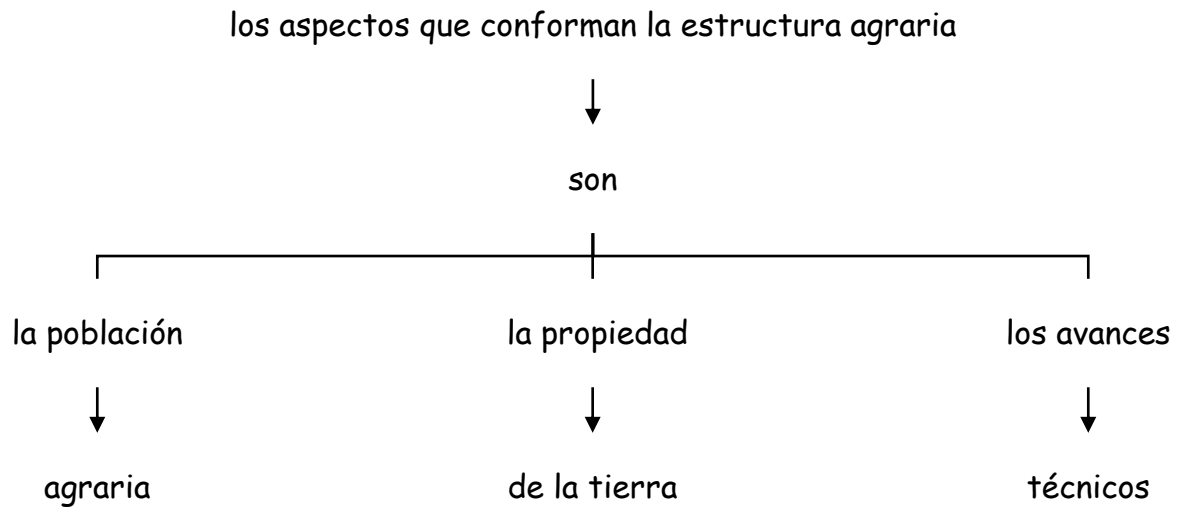 los aspectos que conforman la estructura agraria
son
la población
la propiedad
los avances
agraria
de la tierra
técnicos